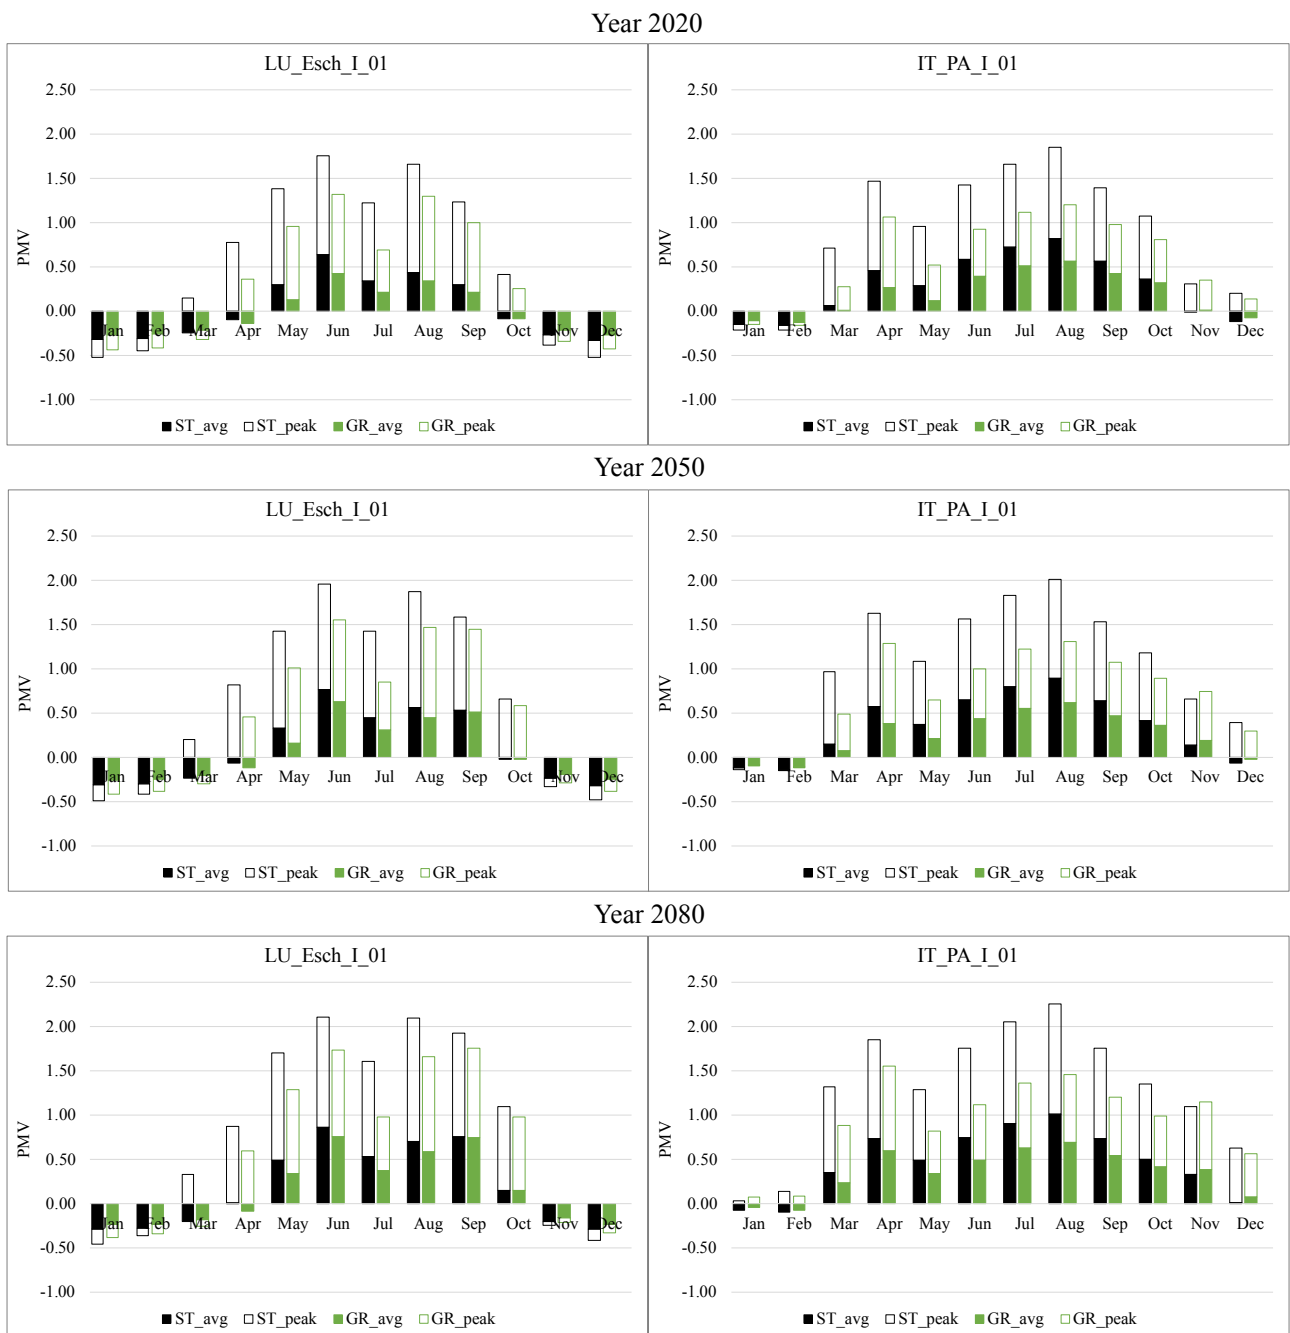 Year 2020
LU_Esch_I_01
2.50
2.00
1.50
1.00
0.50
0.00
-0.50
-1.00
PMV
Jan Feb Mar Apr May Jun Jul Aug Sep Oct Nov Dec
ST_avg ST_peak GR_avg GR_peak
IT_PA_I_01
2.50
2.00
1.50
1.00
0.50
0.00
-0.50
-1.00
PMV
Jan Feb Mar Apr May Jun Jul Aug Sep Oct Nov Dec
ST_avg ST_peak GR_avg GR_peak
Year 2050
LU_Esch_I_01
2.50
2.00
1.50
1.00
0.50
0.00
-0.50
-1.00
PMV
Jan Feb Mar Apr May Jun Jul Aug Sep Oct Nov Dec
ST_avg ST_peak GR_avg GR_peak
IT_PA_I_01
2.50
2.00
1.50
1.00
0.50
0.00
-0.50
-1.00
PMV
Jan Feb Mar Apr May Jun Jul Aug Sep Oct Nov Dec
ST_avg ST_peak GR_avg GR_peak
Year 2080
LU_Esch_I_01
2.50
2.00
1.50
1.00
0.50
0.00
-0.50
-1.00
PMV
Jan Feb Mar Apr May Jun Jul Aug Sep Oct Nov Dec
ST_avg ST_peak GR_avg GR_peak
IT_PA_I_01
2.50
2.00
1.50
1.00
0.50
0.00
-0.50
-1.00
PMV
Jan Feb Mar Apr May Jun Jul Aug Sep Oct Nov Dec
ST_avg ST_peak GR_avg GR_peak